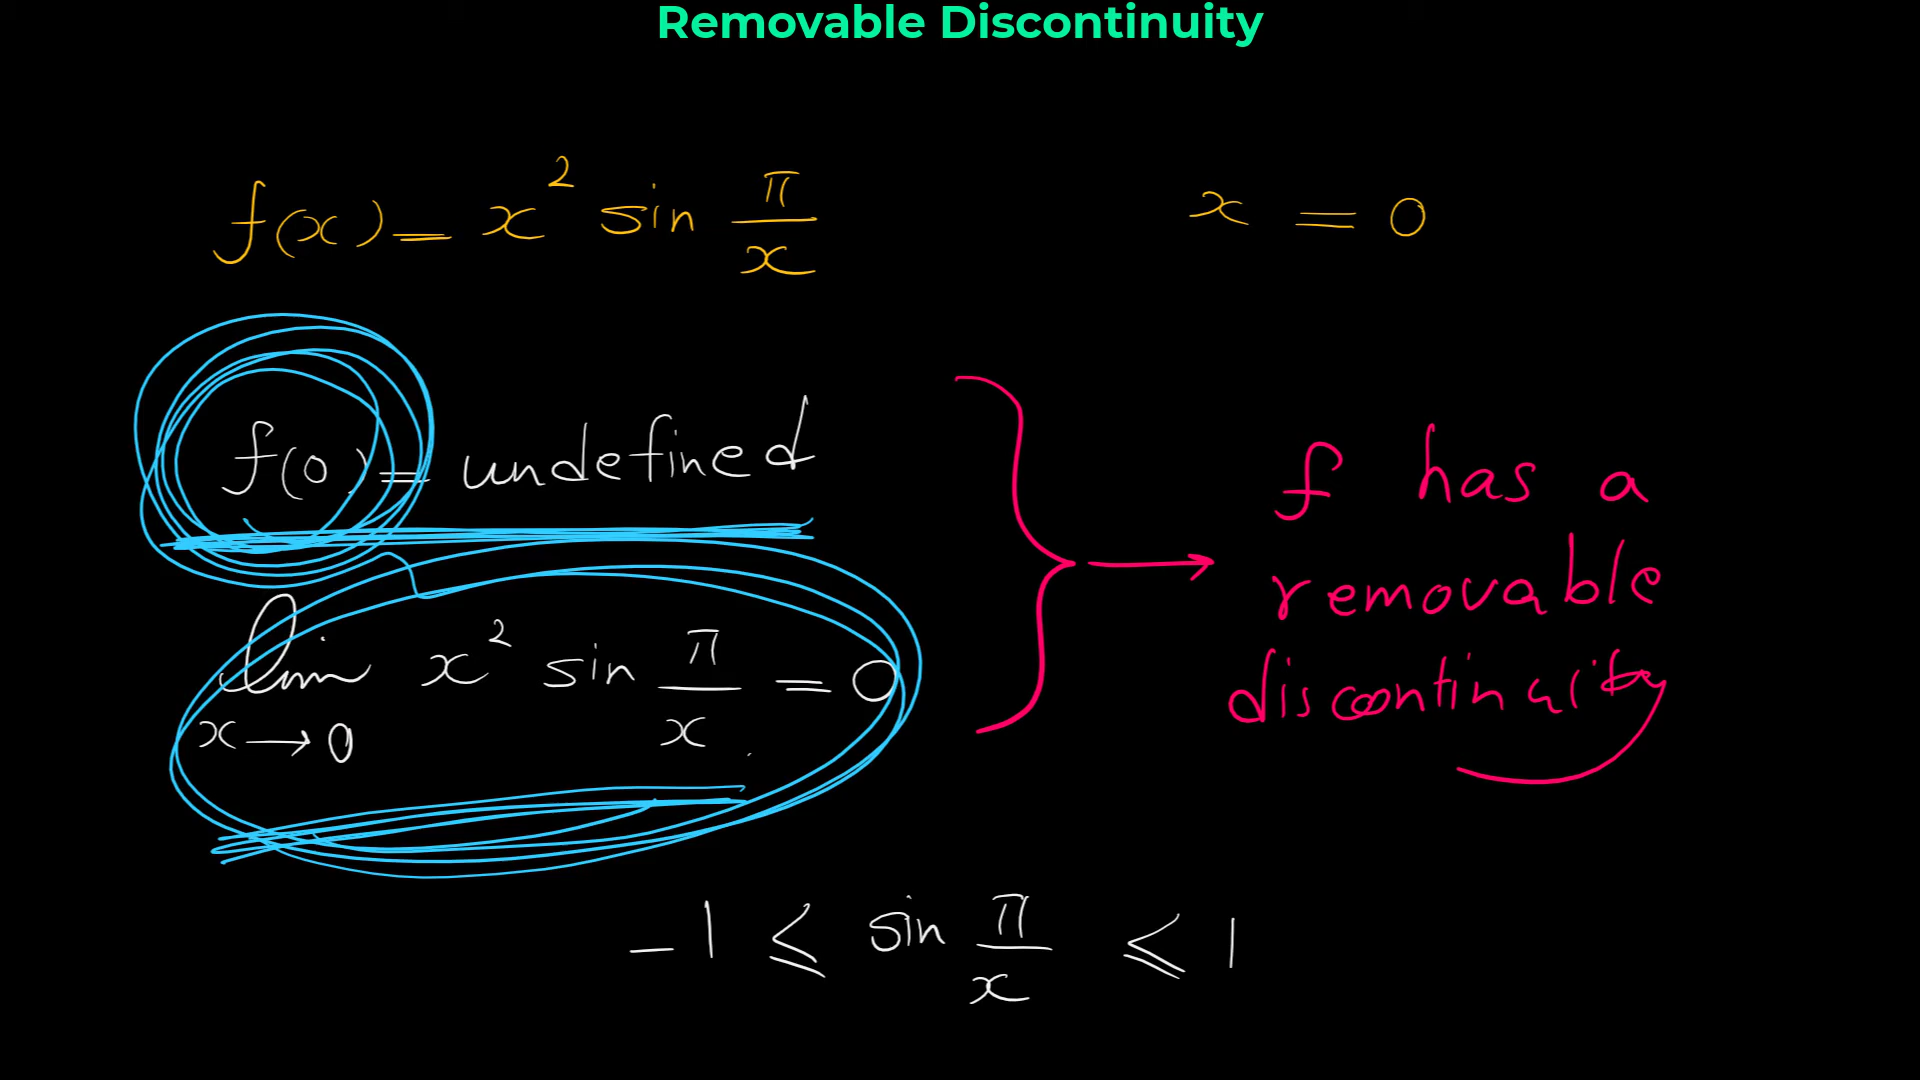 Removable Discontinuity
f(x) = x² sin π/x
x = 0
f(0) = undefined
lim x→0 x² sin π/x = 0
f has a
removable
discontinuity
-1 ≤ sin π/x ≤ 1